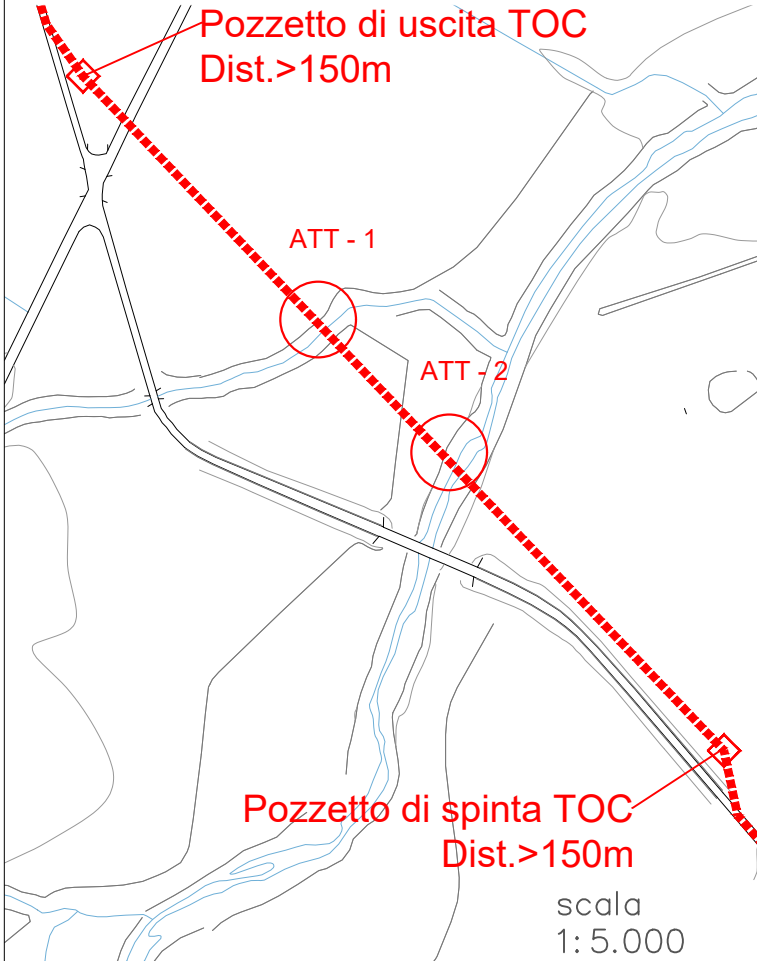 Pozzetto di uscita TOC
Dist.>150m
ATT - 1
ATT - 2
Pozzetto di spinta TOC
Dist.>150m
scala
1:5.000